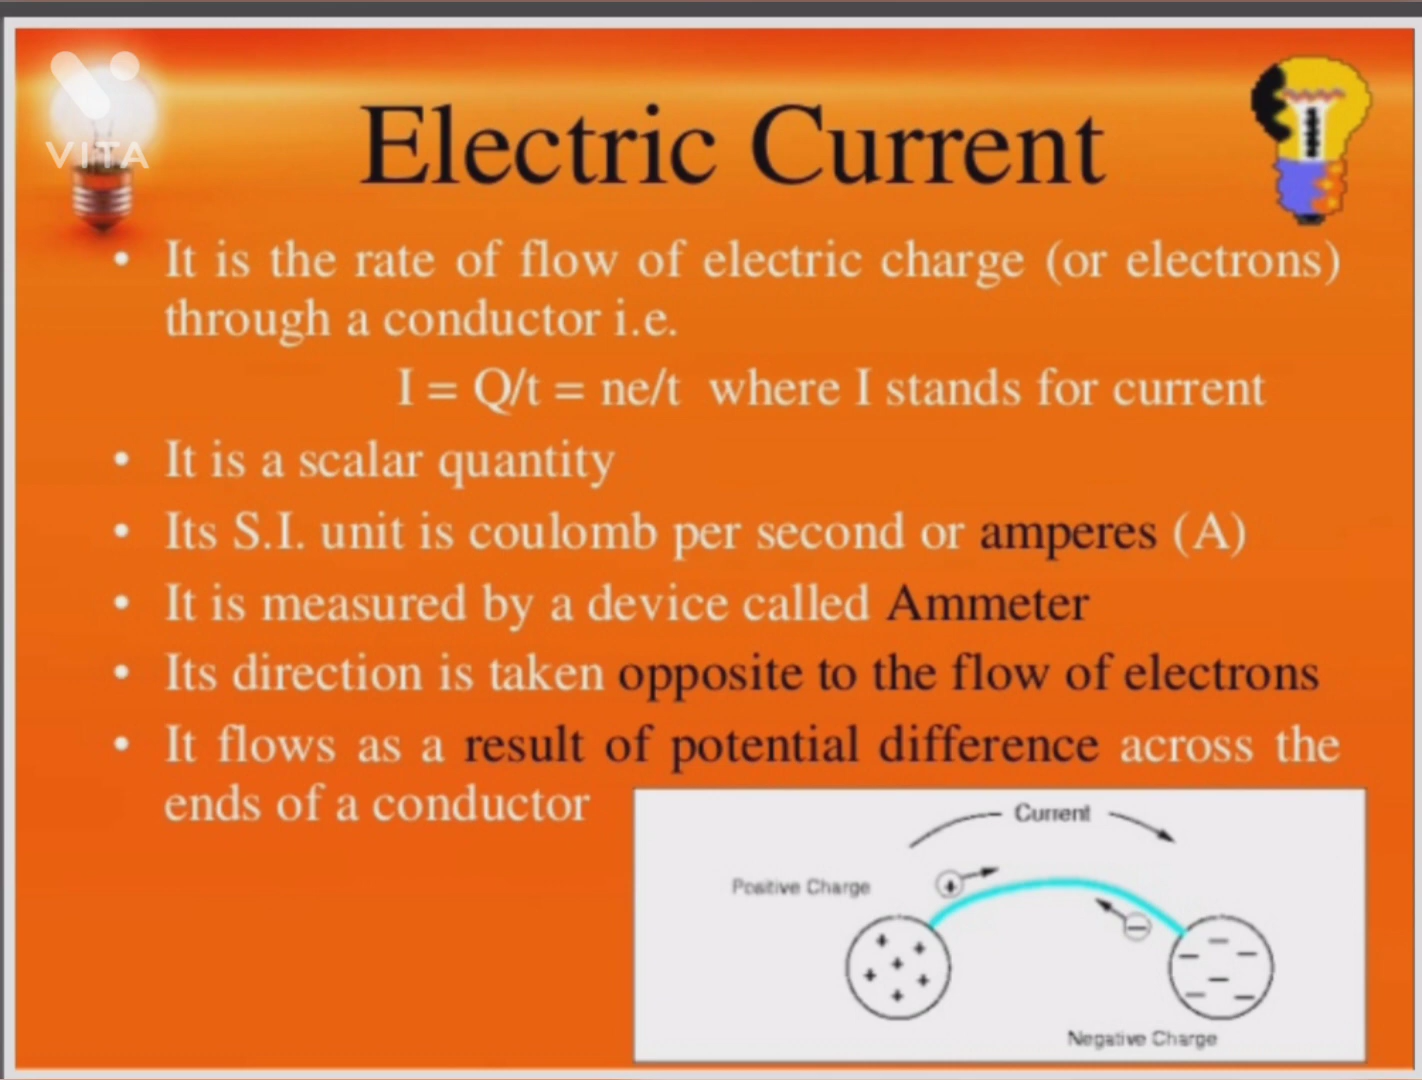 VITA
Electric Current
• It is the rate of flow of electric charge (or electrons)
through a conductor i.e.
I = Q/t = ne/t where I stands for current
• It is a scalar quantity
• Its S.I. unit is coulomb per second or amperes (A)
• It is measured by a device called Ammeter
• Its direction is taken opposite to the flow of electrons
• It flows as a result of potential difference across the
ends of a conductor
Current
Positive Charge
Negative Charge